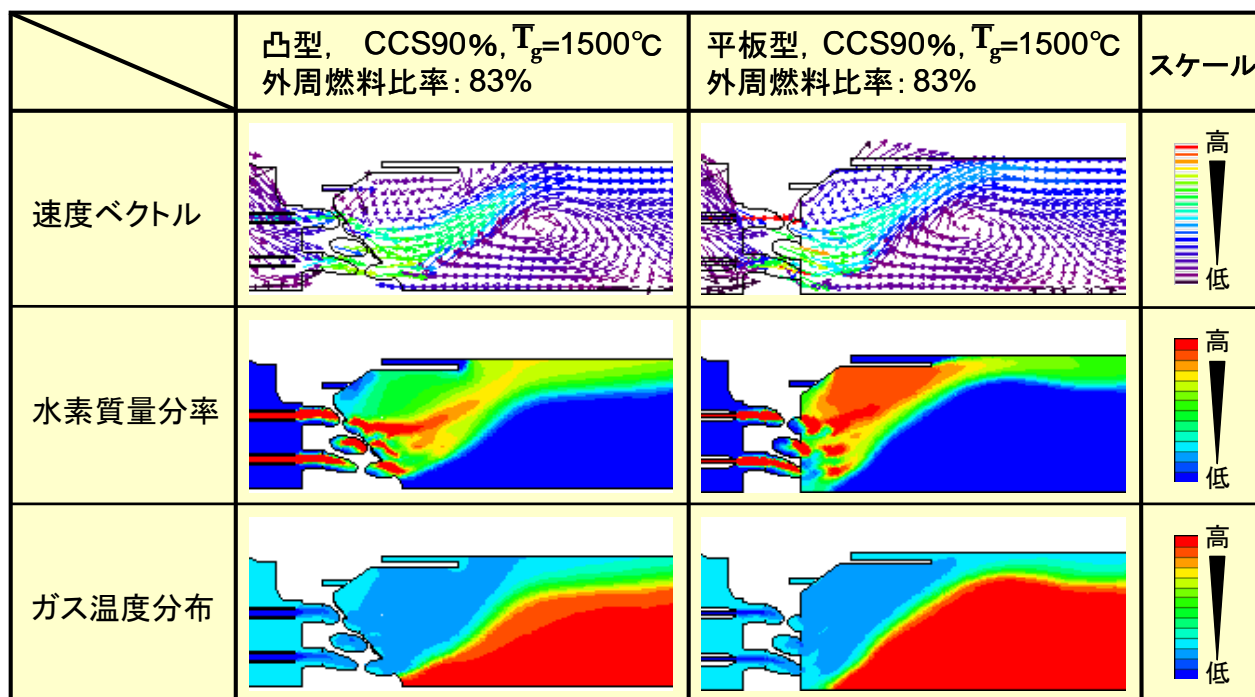 凸型, CCS90%, T̅g=1500℃
外周燃料比率: 83%
平板型, CCS90%, T̅g=1500℃
外周燃料比率: 83%
スケール
速度ベクトル
高
低
水素質量分率
高
低
ガス温度分布
高
低